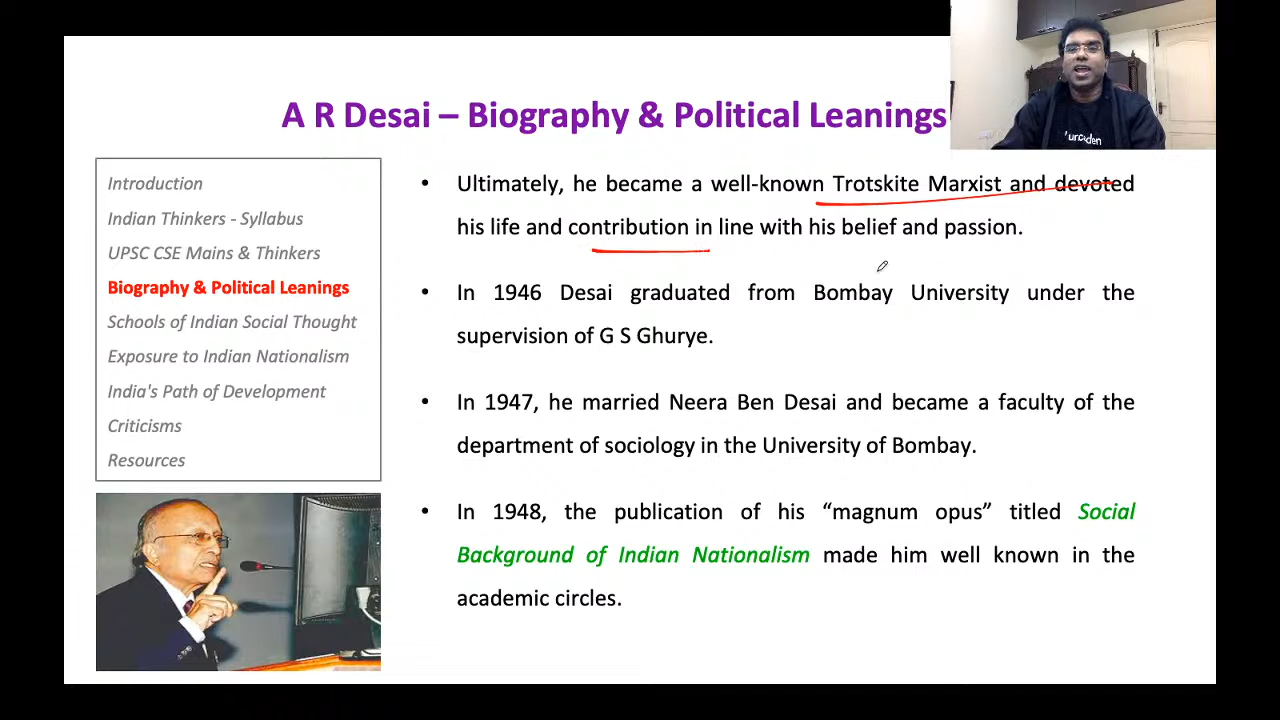 A R Desai – Biography & Political Leanings
Introduction
Indian Thinkers - Syllabus
UPSC CSE Mains & Thinkers
Biography & Political Leanings
Schools of Indian Social Thought
Exposure to Indian Nationalism
India's Path of Development
Criticisms
Resources
• Ultimately, he became a well-known Trotskite Marxist and devoted
his life and contribution in line with his belief and passion.
• In 1946 Desai graduated from Bombay University under the
supervision of G S Ghurye.
• In 1947, he married Neera Ben Desai and became a faculty of the
department of sociology in the University of Bombay.
• In 1948, the publication of his “magnum opus” titled Social
Background of Indian Nationalism made him well known in the
academic circles.